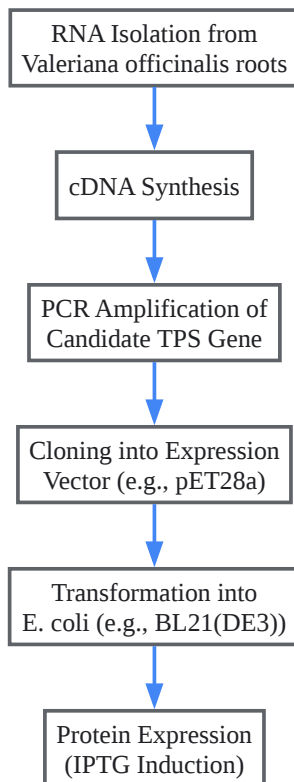 RNA Isolation from
Valeriana officinalis roots
cDNA Synthesis
PCR Amplification of
Candidate TPS Gene
Cloning into Expression
Vector (e.g., pET28a)
Transformation into
E. coli (e.g., BL21(DE3))
Protein Expression
(IPTG Induction)